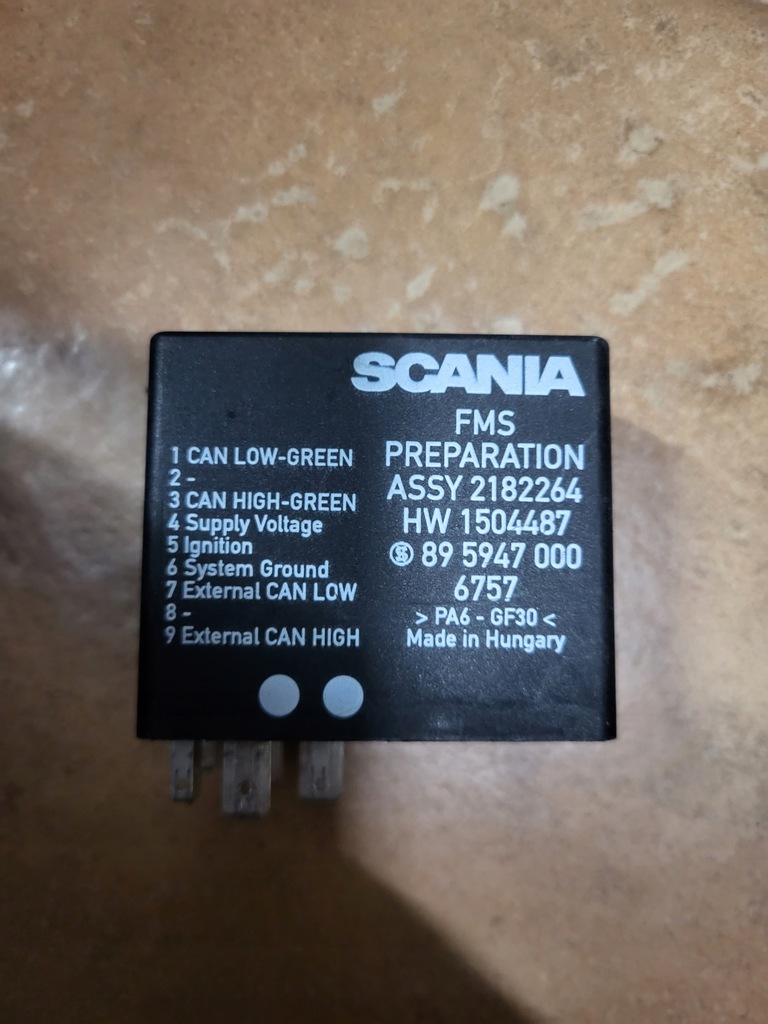 SCANIA
FMS
PREPARATION
ASSY 2182264
HW 1504487
89 5947 000
6757
> PA6 - GF30 <
Made in Hungary
1 CAN LOW-GREEN
2 -
3 CAN HIGH-GREEN
4 Supply Voltage
5 Ignition
6 System Ground
7 External CAN LOW
8 -
9 External CAN HIGH